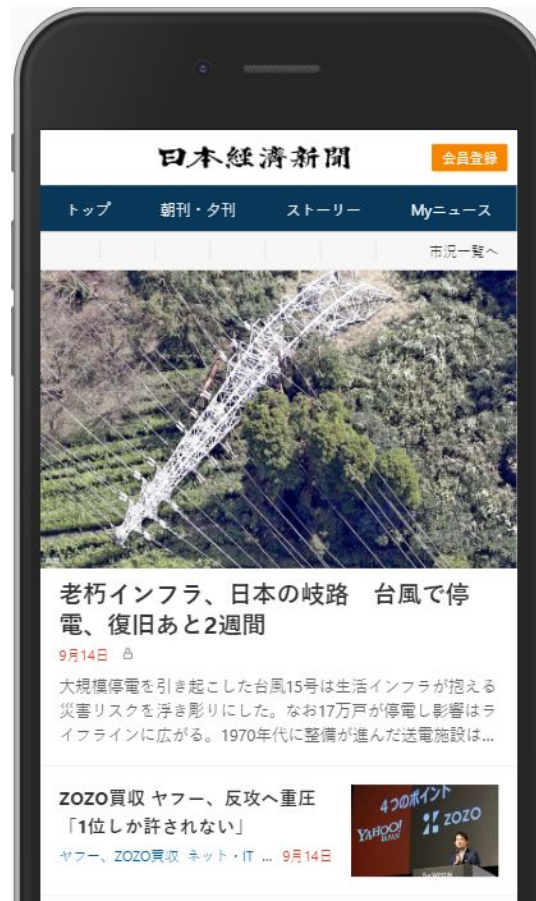 日本経済新聞
会員登録
トップ 朝刊・夕刊 ストーリー Myニュース
市況一覧へ
老朽インフラ、日本の岐路 台風で停
電、復旧あと2週間
9月14日
大規模停電を引き起こした台風15号は生活インフラが抱える
災害リスクを浮き彫りにした。なお17万戸が停電し影響はラ
イフラインに広がる。1970年代に整備が進んだ送電施設は...
ZOZO買収 ヤフー、反攻へ重圧
「1位しか許されない」
ヤフー、ZOZO買収 ネット・IT ... 9月14日
4つのポイント
YAHOO!
JAPAN
ZOZO
THE WESTIN